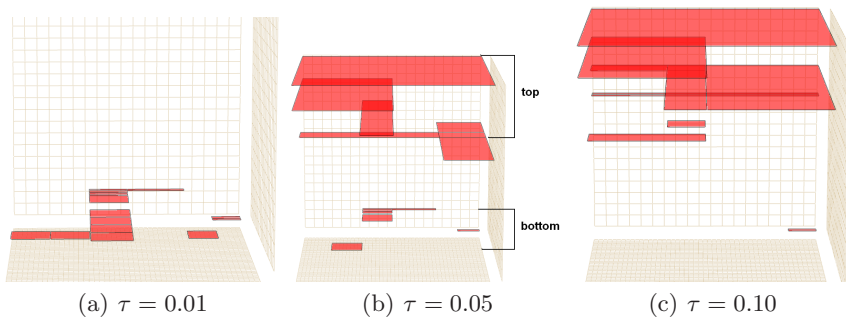 top
bottom
(a) τ = 0.01
(b) τ = 0.05
(c) τ = 0.10